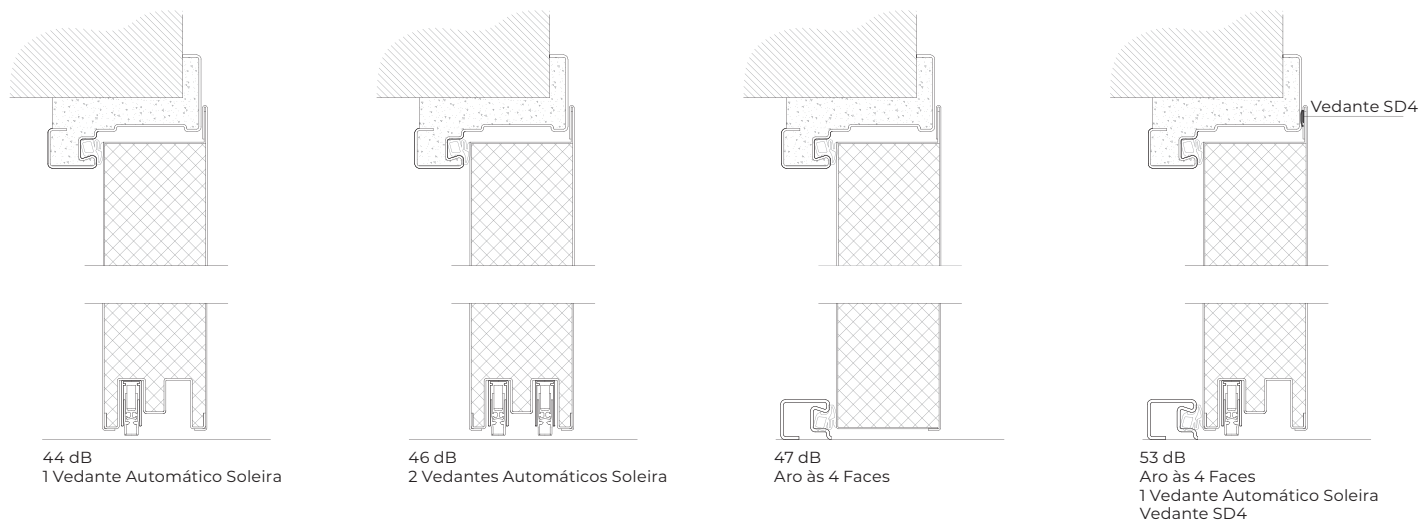 Vedante SD4
44 dB
1 Vedante Automático Soleira
46 dB
2 Vedantes Automáticos Soleira
47 dB
Aro às 4 Faces
53 dB
Aro às 4 Faces
1 Vedante Automático Soleira
Vedante SD4